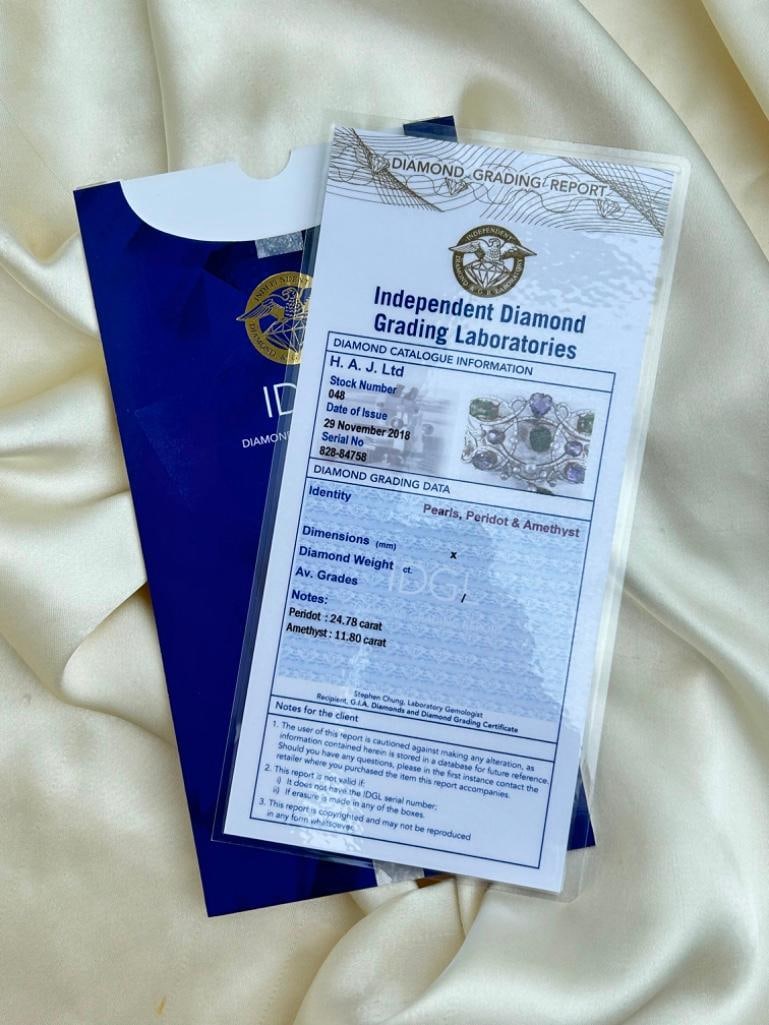 DIAMOND GRADING REPORT
INDEPENDENT
Independent Diamond
Grading Laboratories
DIAMOND CATALOGUE INFORMATION
H. A. J. Ltd
Stock Number
048
Date of Issue
29 November 2018
Serial No
828-84758
DIAMOND GRADING DATA
Identity
Pearls, Peridot & Amethyst
Dimensions (mm) x
Diamond Weight ct.
Av. Grades /
IDGL
Notes:
Peridot : 24.78 carat
Amethyst : 11.80 carat
Stephen Chung, Laboratory Gemologist
Recipient, G.I.A. Diamonds and Diamond Grading Certificate
Notes for the client
1. The user of this report is cautioned against making any alteration, as
information contained herein is stored in a database for future reference.
Should you have any questions, please in the first instance contact the
retailer where you purchased the item this report accompanies.
2. This report is not valid if:
i) It does not have the IDGL serial number;
ii) If erasure is made in any of the boxes.
3. This report is copyrighted and may not be reproduced
in any form whatsoever.
INDEPENDENT
DIAMOND
ID
DIAMON